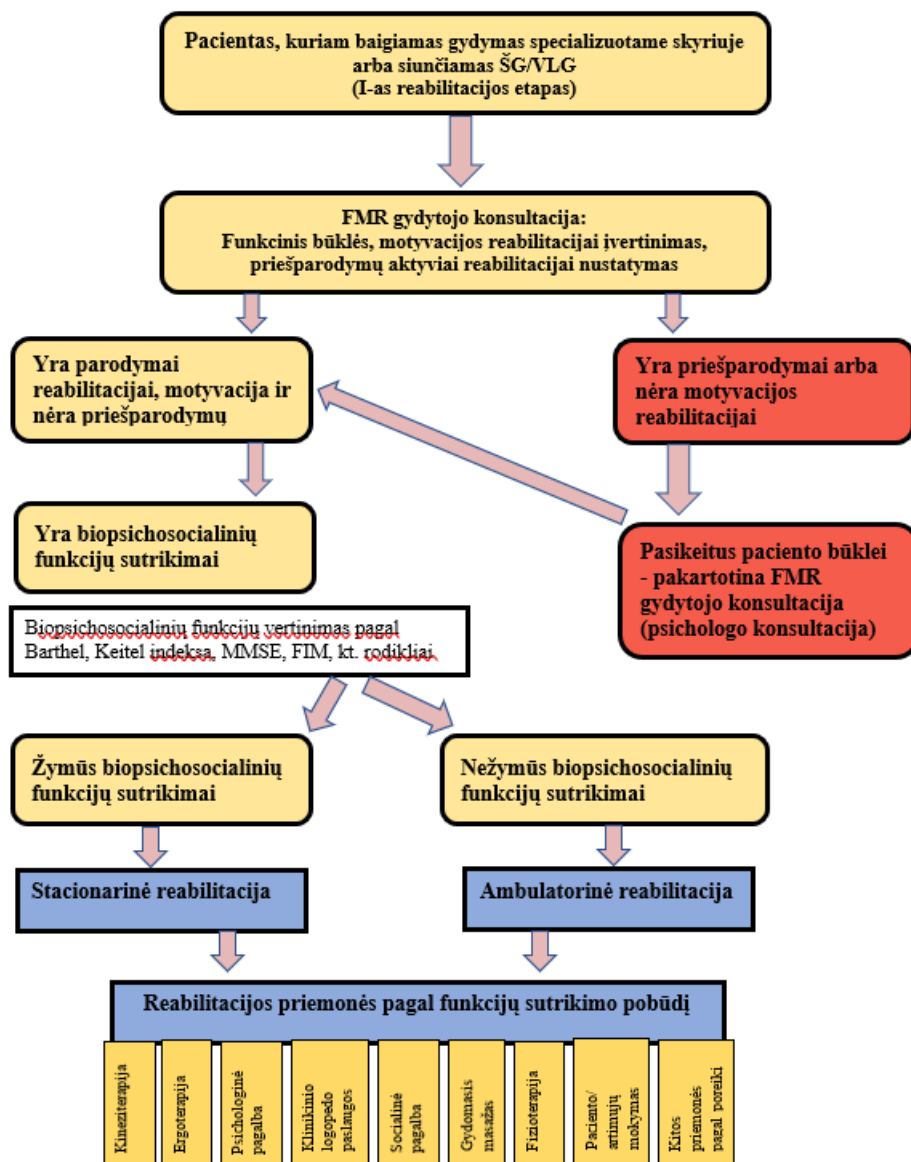 Pacientas, kuriam baigiamas gydymas specializuotame skyriuje
arba siunčiamas ŠG/VLG
(I-as reabilitacijos etapas)
FMR gydytojo konsultacija:
Funkcinis būklės, motyvacijos reabilitacijai įvertinimas,
priešparodymų aktyviai reabilitacijai nustatymas
Yra parodymai
reabilitacijai, motyvacija ir
nėra priešparodymų
Yra priešparodymai arba
nėra motyvacijos
reabilitacijai
Yra biopsichosocialinių
funkcijų sutrikimai
Pasikeitus paciento būklei
- pakartotina FMR
gydytojo konsultacija
(psichologo konsultacija)
Biopsichosocialinių funkcijų vertinimas pagal
Barthel, Keitel indeksą, MMSE, FIM, kt. rodikliai
Žymūs biopsichosocialinių
funkcijų sutrikimai
Nežymūs biopsichosocialinių
funkcijų sutrikimai
Stacionarinė reabilitacija
Ambulatorinė reabilitacija
Reabilitacijos priemonės pagal funkcijų sutrikimo pobūdį
Kineziterapija
Ergoterapija
Psichologinė
pagalba
Klinikinio
logopedo
paslaugos
Socialinė
pagalba
Gydomasis
masažas
Fizioterapija
Paciento/
artimųjų
mokymas
Kitos
priemonės
pagal poreikį